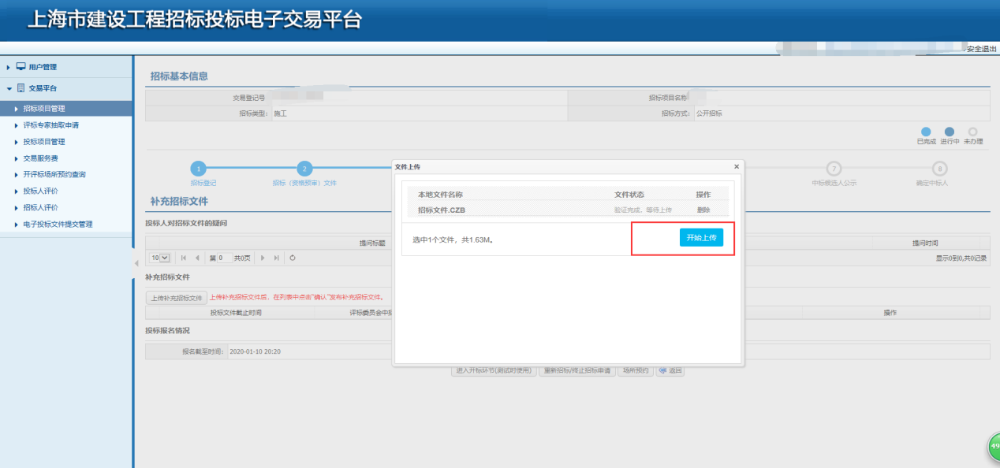 上海市建设工程招标投标电子交易平台
安全退出
用户管理
交易平台
招标项目管理
评标专家抽取申请
投标项目管理
交易服务费
开评标场所预约查询
投标人评价
招标人评价
电子投标文件提交管理
招标基本信息
交易登记号
招标项目名称
招标类型: 施工
招标方式: 公开招标
已完成 进行中 未办理
1 2 7 8
招标登记 招标（资格预审）文件 中标候选人公示 确定中标人
补充招标文件
投标人对招标文件的疑问
提问标题 提问时间
10 第 0 共0页 显示0到0,共0记录
补充招标文件
上传补充招标文件 上传补充招标文件后，在列表中点击"确认"发布补充招标文件。
投标文件截止时间 评标委员会中 操作
投标报名情况
报名截至时间: 2020-01-10 20:20
进入开标环节(测试时使用) 重新招标/终止招标申请 场所预约 返回
文件上传 ×
本地文件名称 文件状态 操作
招标文件.CZB 验证完成，等待上传 删除
选中1个文件，共1.63M。 开始上传
49